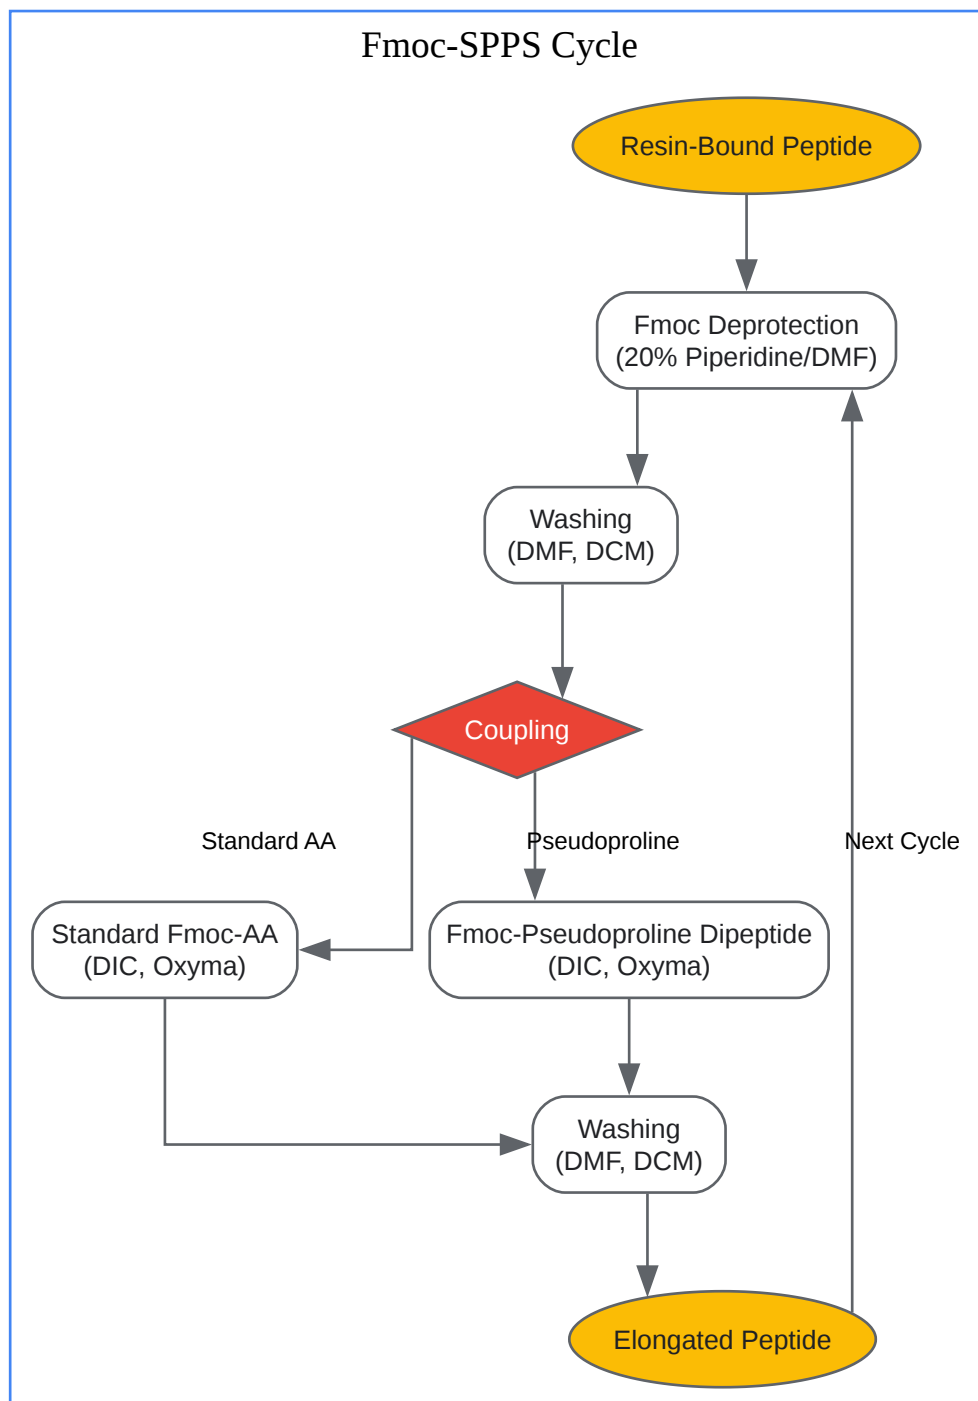 Fmoc-SPPS Cycle
Resin-Bound Peptide
Fmoc Deprotection
(20% Piperidine/DMF)
Washing
(DMF, DCM)
Coupling
Standard AA
Pseudoproline
Next Cycle
Standard Fmoc-AA
(DIC, Oxyma)
Fmoc-Pseudoproline Dipeptide
(DIC, Oxyma)
Washing
(DMF, DCM)
Elongated Peptide